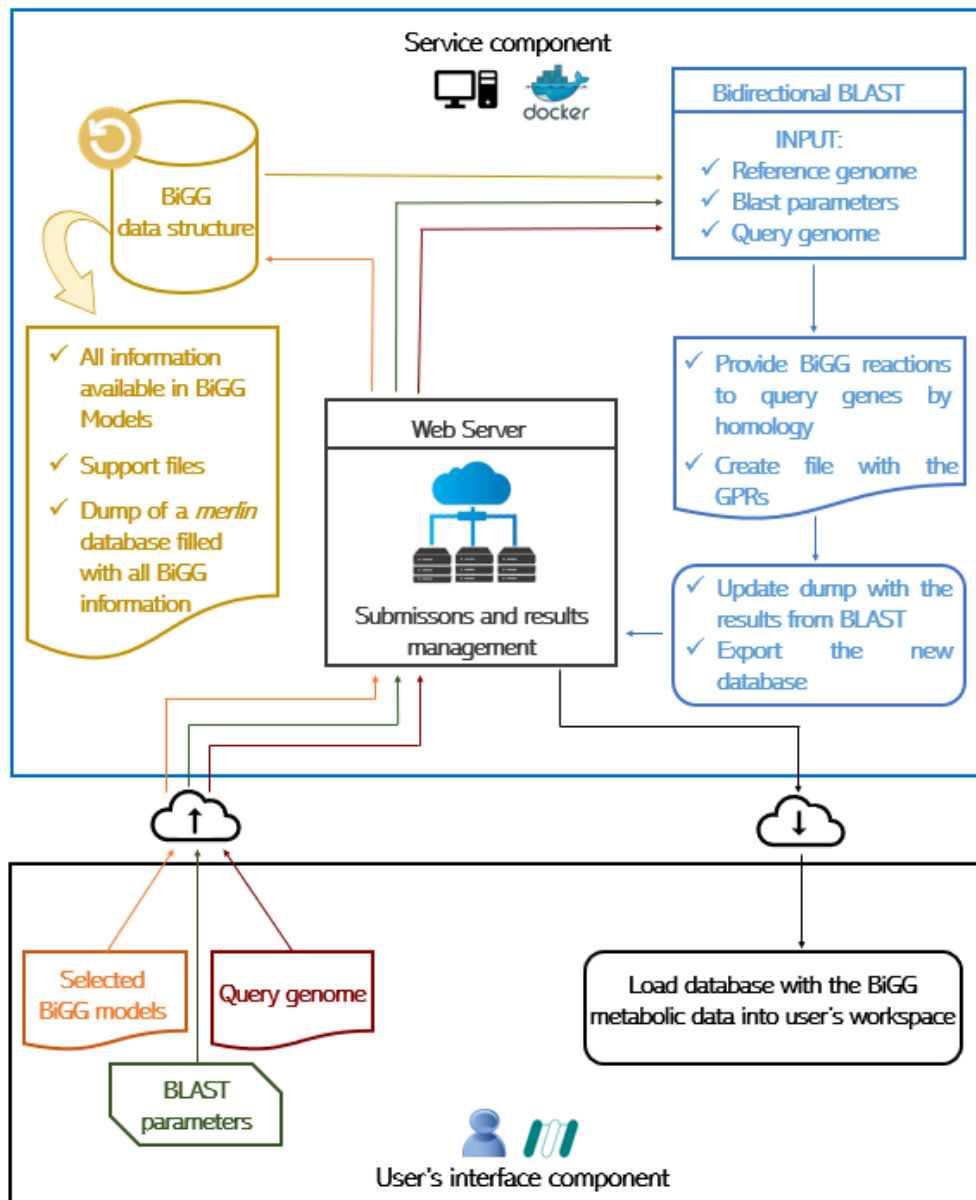 Service component
docker
Bidirectional BLAST
INPUT:
✓ Reference genome
✓ Blast parameters
✓ Query genome
BiGG
data structure
✓ All information
available in BiGG
Models
✓ Support files
✓ Dump of a merlin
database filled
with all BiGG
information
✓ Provide BiGG reactions
to query genes by
homology
✓ Create file with the
GPRs
Web Server
Submissons and results
management
✓ Update dump with the
results from BLAST
✓ Export the new
database
Selected
BiGG models
Query genome
BLAST
parameters
Load database with the BiGG
metabolic data into user's workspace
User's interface component